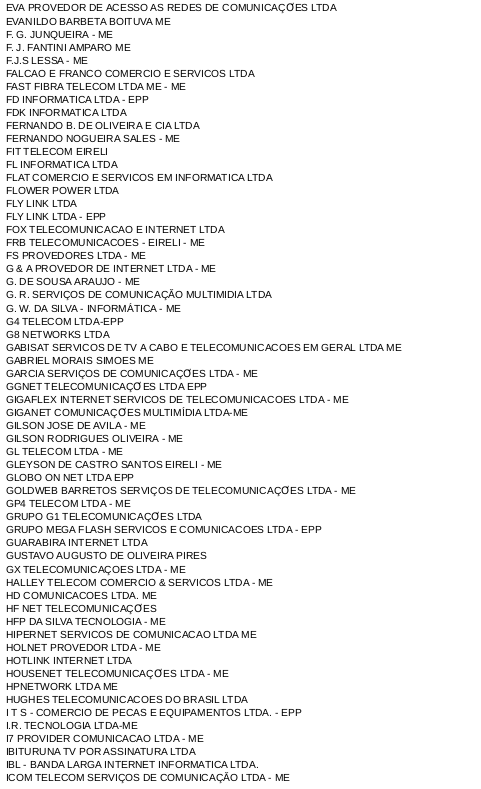 EVA PROVEDOR DE ACESSO AS REDES DE COMUNICAÇÕES LTDA
EVANILDO BARBETA BOITUVA ME
F. G. JUNQUEIRA - ME
F. J. FANTINI AMPARO ME
F.J.S LESSA - ME
FALCAO E FRANCO COMERCIO E SERVICOS LTDA
FAST FIBRA TELECOM LTDA ME - ME
FD INFORMATICA LTDA - EPP
FDK INFORMATICA LTDA
FERNANDO B. DE OLIVEIRA E CIA LTDA
FERNANDO NOGUEIRA SALES - ME
FIT TELECOM EIRELI
FL INFORMATICA LTDA
FLAT COMERCIO E SERVICOS EM INFORMATICA LTDA
FLOWER POWER LTDA
FLY LINK LTDA
FLY LINK LTDA - EPP
FOX TELECOMUNICACAO E INTERNET LTDA
FRB TELECOMUNICACOES - EIRELI - ME
FS PROVEDORES LTDA - ME
G & A PROVEDOR DE INTERNET LTDA - ME
G. DE SOUSA ARAUJO - ME
G. R. SERVIÇOS DE COMUNICAÇÃO MULTIMIDIA LTDA
G. W. DA SILVA - INFORMÁTICA - ME
G4 TELECOM LTDA-EPP
G8 NETWORKS LTDA
GABISAT SERVICOS DE TV A CABO E TELECOMUNICACOES EM GERAL LTDA ME
GABRIEL MORAIS SIMOES ME
GARCIA SERVIÇOS DE COMUNICAÇÕES LTDA - ME
GGNET TELECOMUNICAÇÕES LTDA EPP
GIGAFLEX INTERNET SERVICOS DE TELECOMUNICACOES LTDA - ME
GIGANET COMUNICAÇÕES MULTIMÍDIA LTDA-ME
GILSON JOSE DE AVILA - ME
GILSON RODRIGUES OLIVEIRA - ME
GL TELECOM LTDA - ME
GLEYSON DE CASTRO SANTOS EIRELI - ME
GLOBO ON NET LTDA EPP
GOLDWEB BARRETOS SERVIÇOS DE TELECOMUNICAÇÕES LTDA - ME
GP4 TELECOM LTDA - ME
GRUPO G1 TELECOMUNICAÇÕES LTDA
GRUPO MEGA FLASH SERVICOS E COMUNICACOES LTDA - EPP
GUARABIRA INTERNET LTDA
GUSTAVO AUGUSTO DE OLIVEIRA PIRES
GX TELECOMUNICAÇOES LTDA - ME
HALLEY TELECOM COMERCIO & SERVICOS LTDA - ME
HD COMUNICACOES LTDA. ME
HF NET TELECOMUNICAÇÕES
HFP DA SILVA TECNOLOGIA - ME
HIPERNET SERVICOS DE COMUNICACAO LTDA ME
HOLNET PROVEDOR LTDA - ME
HOTLINK INTERNET LTDA
HOUSENET TELECOMUNICAÇÕES LTDA - ME
HPNETWORK LTDA ME
HUGHES TELECOMUNICACOES DO BRASIL LTDA
I T S - COMERCIO DE PECAS E EQUIPAMENTOS LTDA. - EPP
I.R. TECNOLOGIA LTDA-ME
I7 PROVIDER COMUNICACAO LTDA - ME
IBITURUNA TV POR ASSINATURA LTDA
IBL - BANDA LARGA INTERNET INFORMATICA LTDA.
ICOM TELECOM SERVIÇOS DE COMUNICAÇÃO LTDA - ME